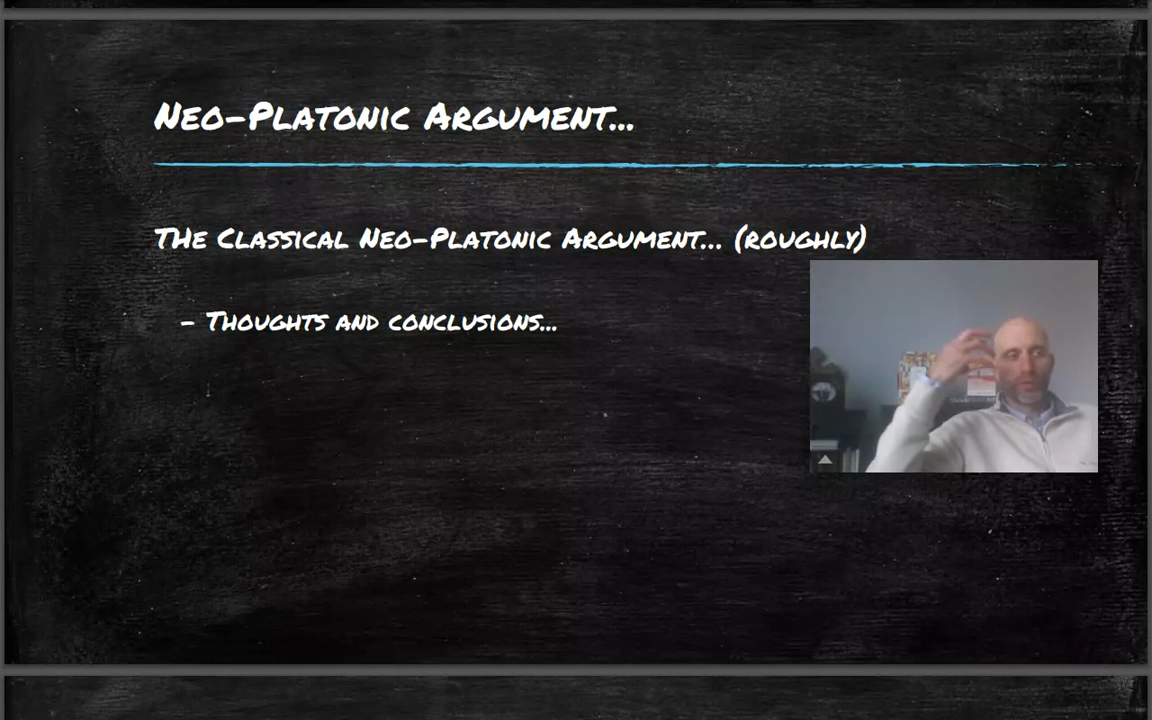 Neo-Platonic Argument...
The Classical Neo-Platonic Argument... (roughly)
- Thoughts and conclusions...